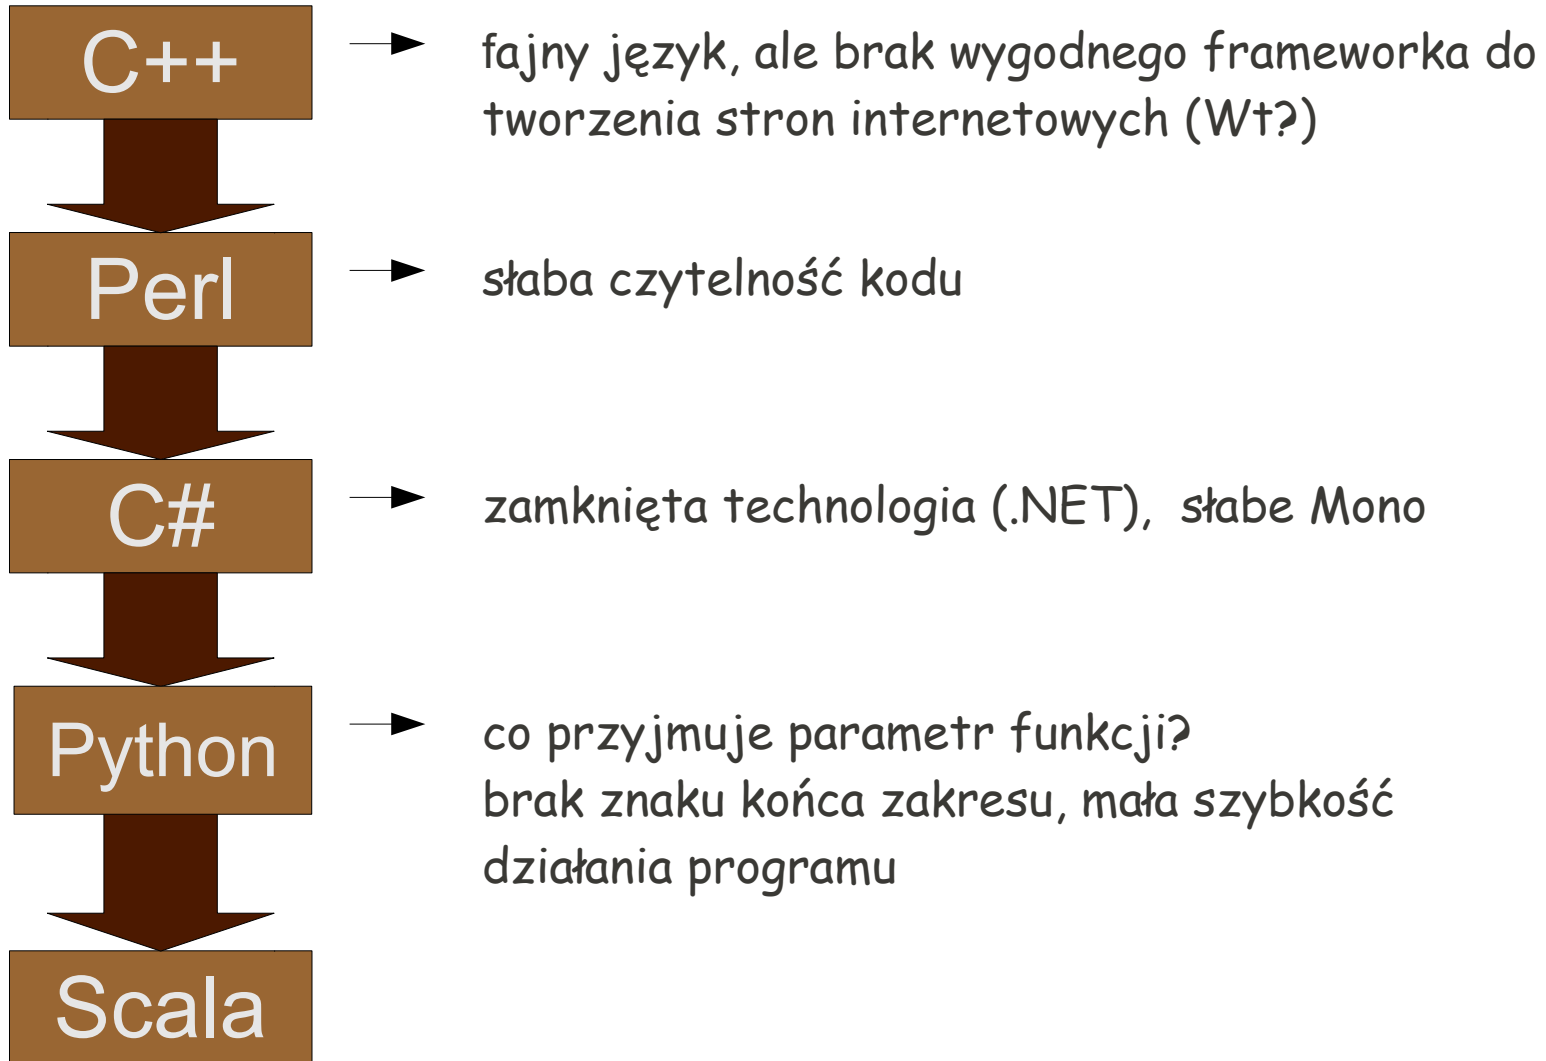 C++
fajny język, ale brak wygodnego frameworka do
tworzenia stron internetowych (Wt?)
Perl
słaba czytelność kodu
C#
zamknięta technologia (.NET),  słabe Mono
Python
co przyjmuje parametr funkcji?
brak znaku końca zakresu, mała szybkość
działania programu
Scala